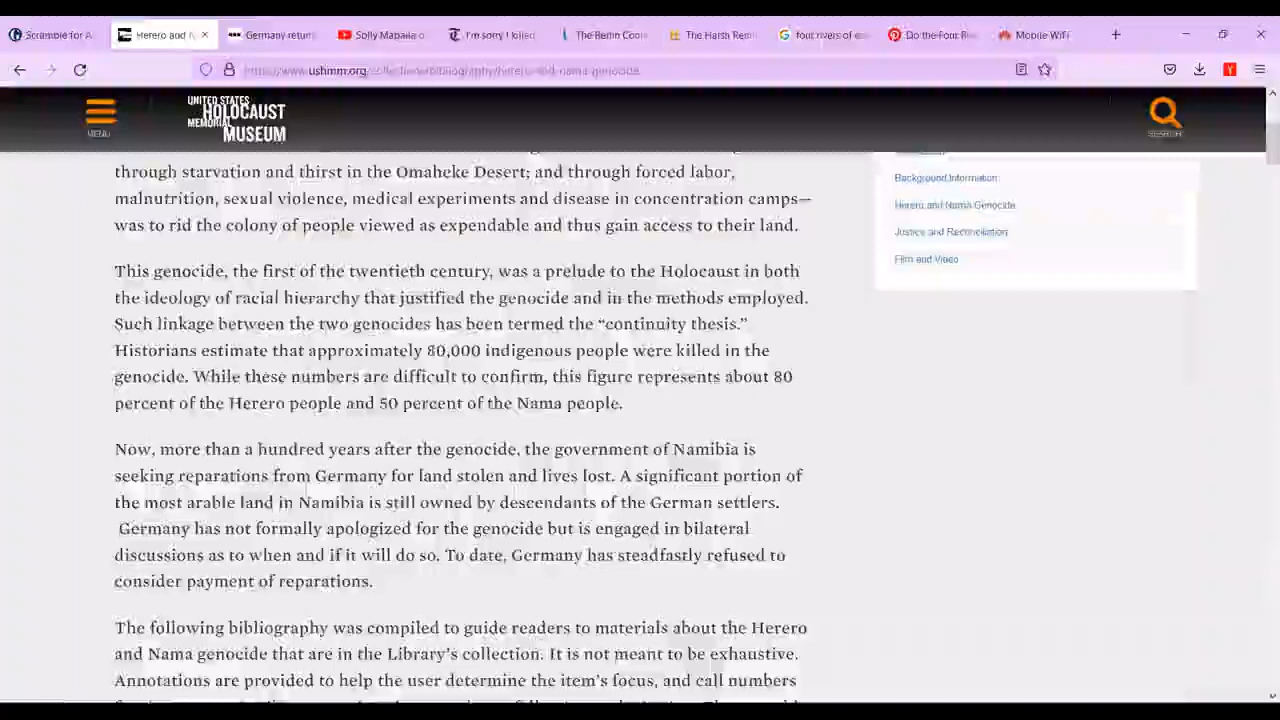 Scramble for A
Herero and N
Germany return
Solly Mapaila o
I'm sorry I killed
The Berlin Con
The Harsh Rem
four rivers of e
Do the Four Riv
Mobile WiFi
https://www.ushmm.org/collections/bibliography/herero-and-nama-genocide
MENU
UNITED STATES
HOLOCAUST
MEMORIAL
MUSEUM
SEARCH
through starvation and thirst in the Omaheke Desert; and through forced labor,
malnutrition, sexual violence, medical experiments and disease in concentration camps—
was to rid the colony of people viewed as expendable and thus gain access to their land.
This genocide, the first of the twentieth century, was a prelude to the Holocaust in both
the ideology of racial hierarchy that justified the genocide and in the methods employed.
Such linkage between the two genocides has been termed the “continuity thesis.”
Historians estimate that approximately 80,000 indigenous people were killed in the
genocide. While these numbers are difficult to confirm, this figure represents about 80
percent of the Herero people and 50 percent of the Nama people.
Now, more than a hundred years after the genocide, the government of Namibia is
seeking reparations from Germany for land stolen and lives lost. A significant portion of
the most arable land in Namibia is still owned by descendants of the German settlers.
Germany has not formally apologized for the genocide but is engaged in bilateral
discussions as to when and if it will do so. To date, Germany has steadfastly refused to
consider payment of reparations.
The following bibliography was compiled to guide readers to materials about the Herero
and Nama genocide that are in the Library’s collection. It is not meant to be exhaustive.
Annotations are provided to help the user determine the item’s focus, and call numbers
Background Information
Herero and Nama Genocide
Justice and Reconciliation
Film and Video